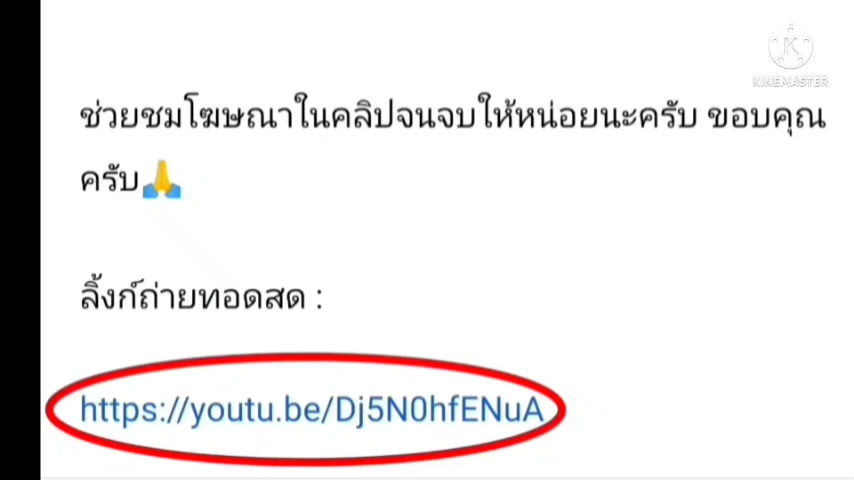 KINEMASTER
ช่วยชมโฆษณาในคลิปจนจบให้หน่อยนะครับ ขอบคุณ
ครับ🙏
ลิ้งก์ถ่ายทอดสด :
https://youtu.be/Dj5N0hfENuA